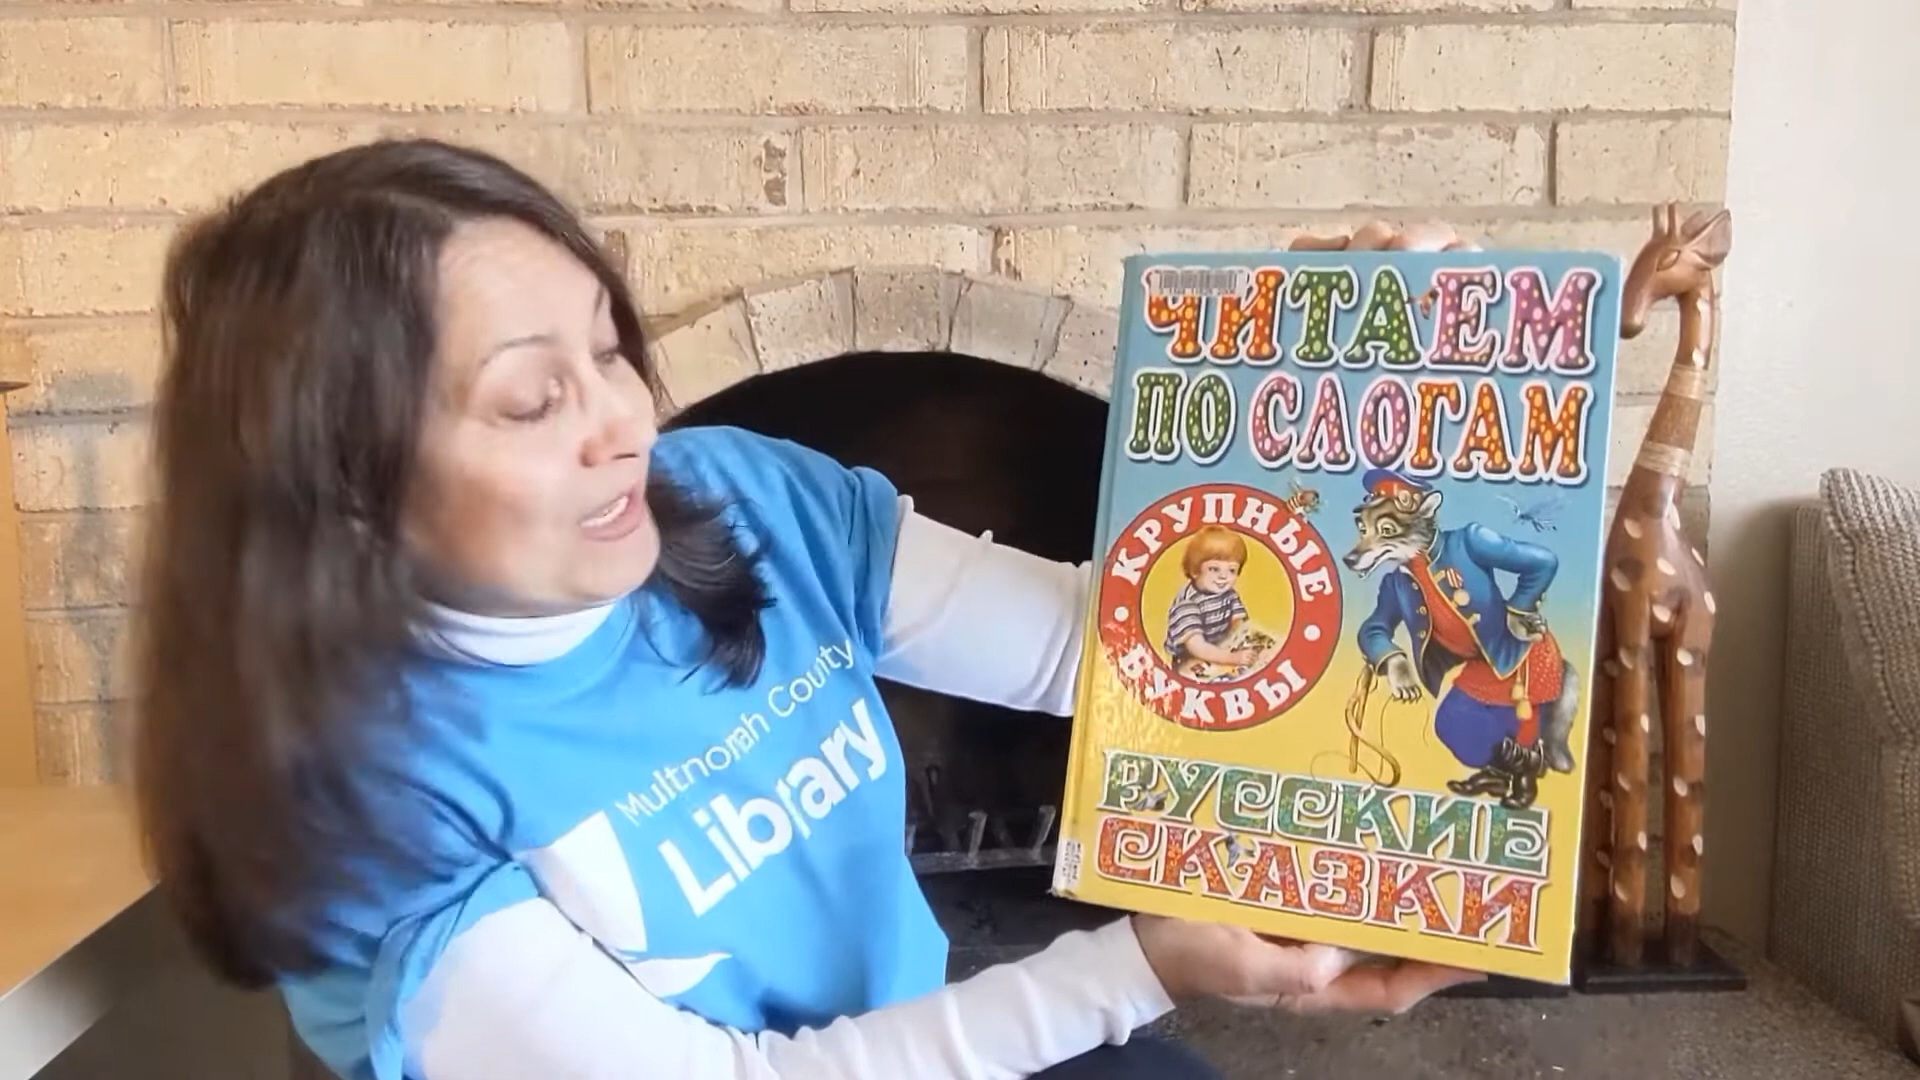 Multnomah County
Library
ЧИТАЕМ
ПО СЛОГАМ
КРУПНЫЕ
БУКВЫ
РУССКИЕ
СКАЗКИ